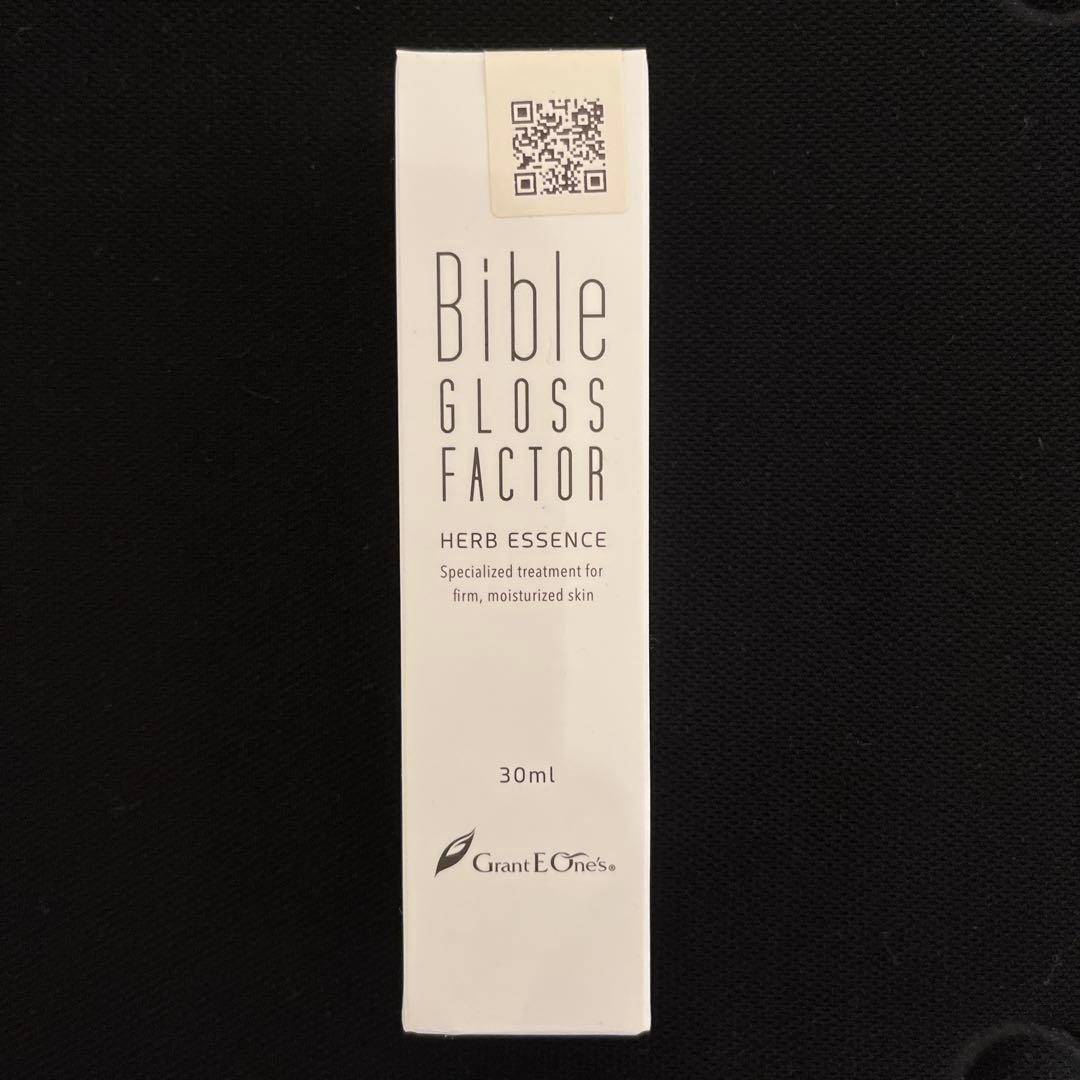 Bible
GLOSS
FACTOR
HERB ESSENCE
Specialized treatment for
firm, moisturized skin
30ml
Grant E One's®